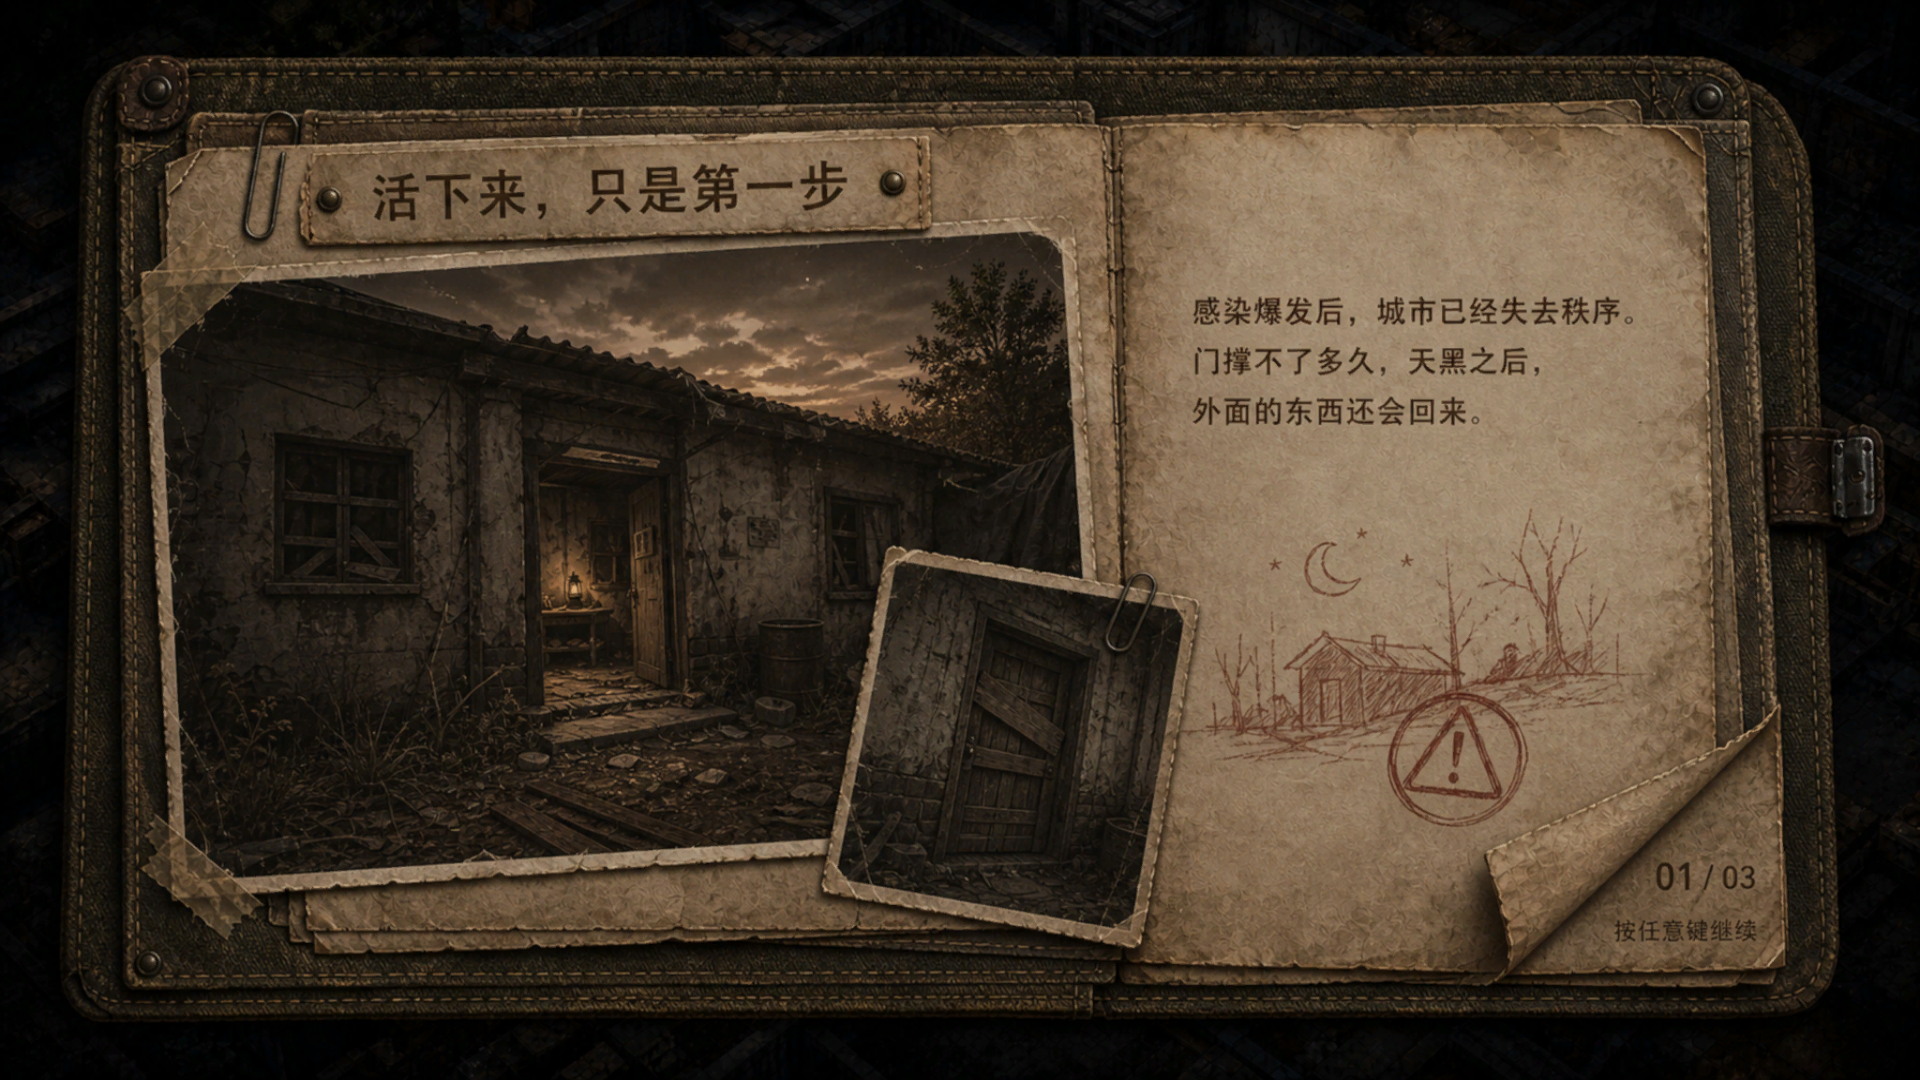 活下来，只是第一步
感染爆发后，城市已经失去秩序。
门撑不了多久，天黑之后，
外面的东西还会回来。
01 / 03
按任意键继续